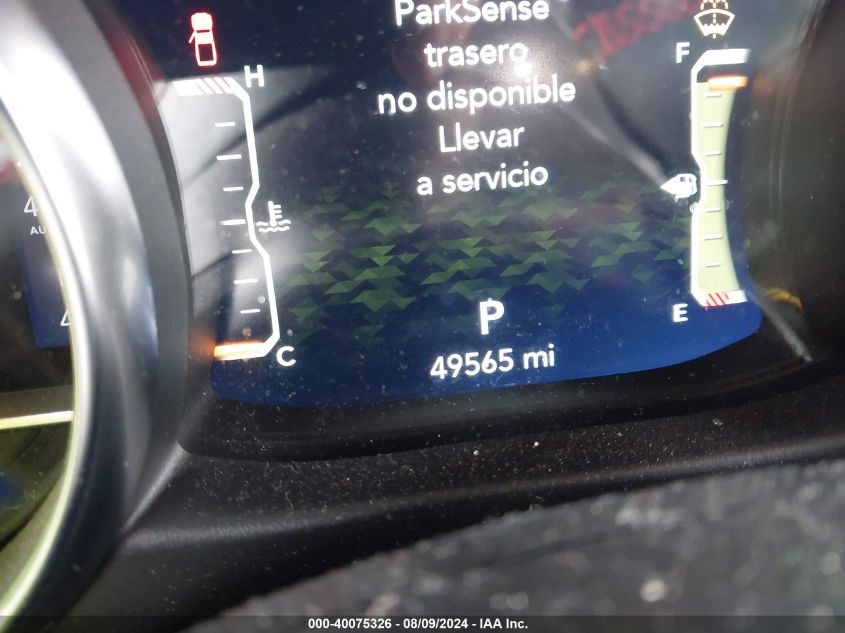 ParkSense
trasero
no disponible
Llevar
a servicio
H
F
C
E
P
49565 mi
000-40075326 - 08/09/2024 - IAA Inc.